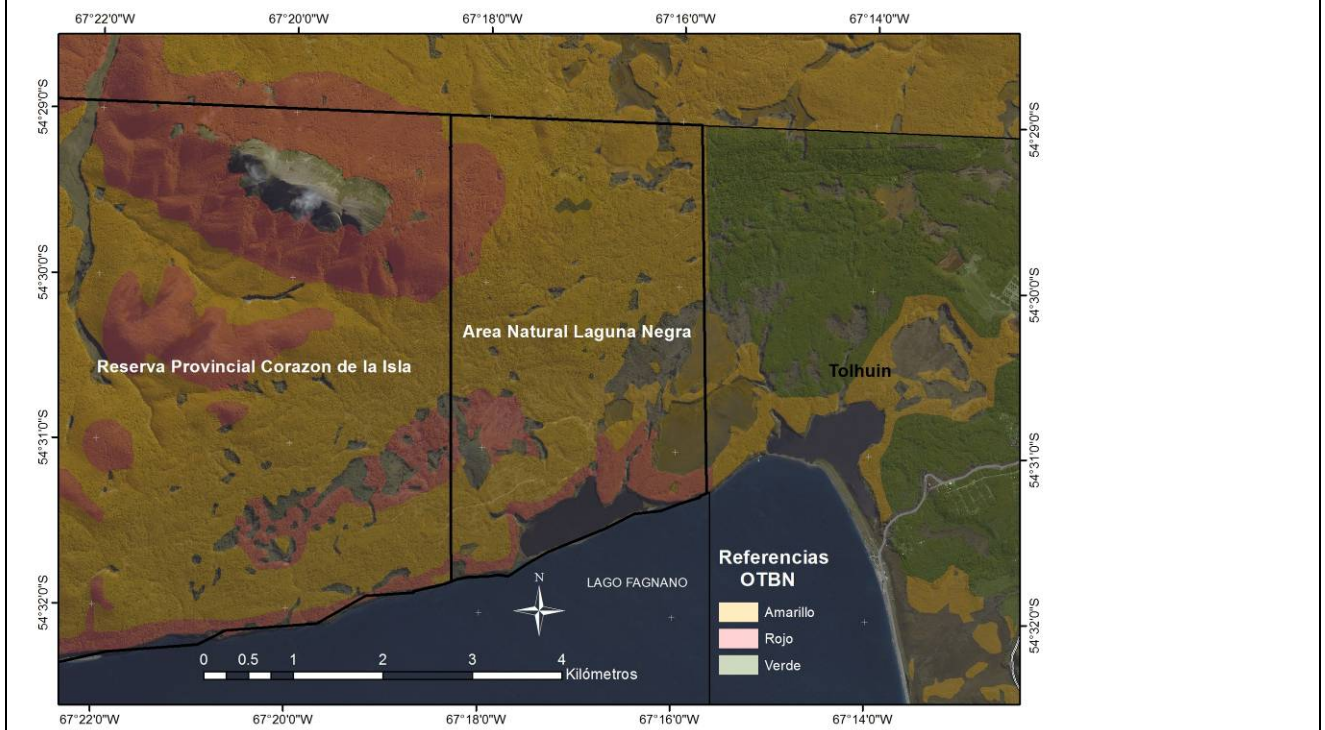 67°22'0"W 67°20'0"W 67°18'0"W 67°16'0"W 67°14'0"W
54°29'0"S
54°29'0"S
54°30'0"S
54°30'0"S
Area Natural Laguna Negra
Reserva Provincial Corazon de la Isla
Tolhuin
54°31'0"S
54°31'0"S
Referencias
OTBN
Amarillo
Rojo
Verde
LAGO FAGNANO
N
54°32'0"S
54°32'0"S
0 0.5 1 2 3 4
Kilómetros
67°22'0"W 67°20'0"W 67°18'0"W 67°16'0"W 67°14'0"W